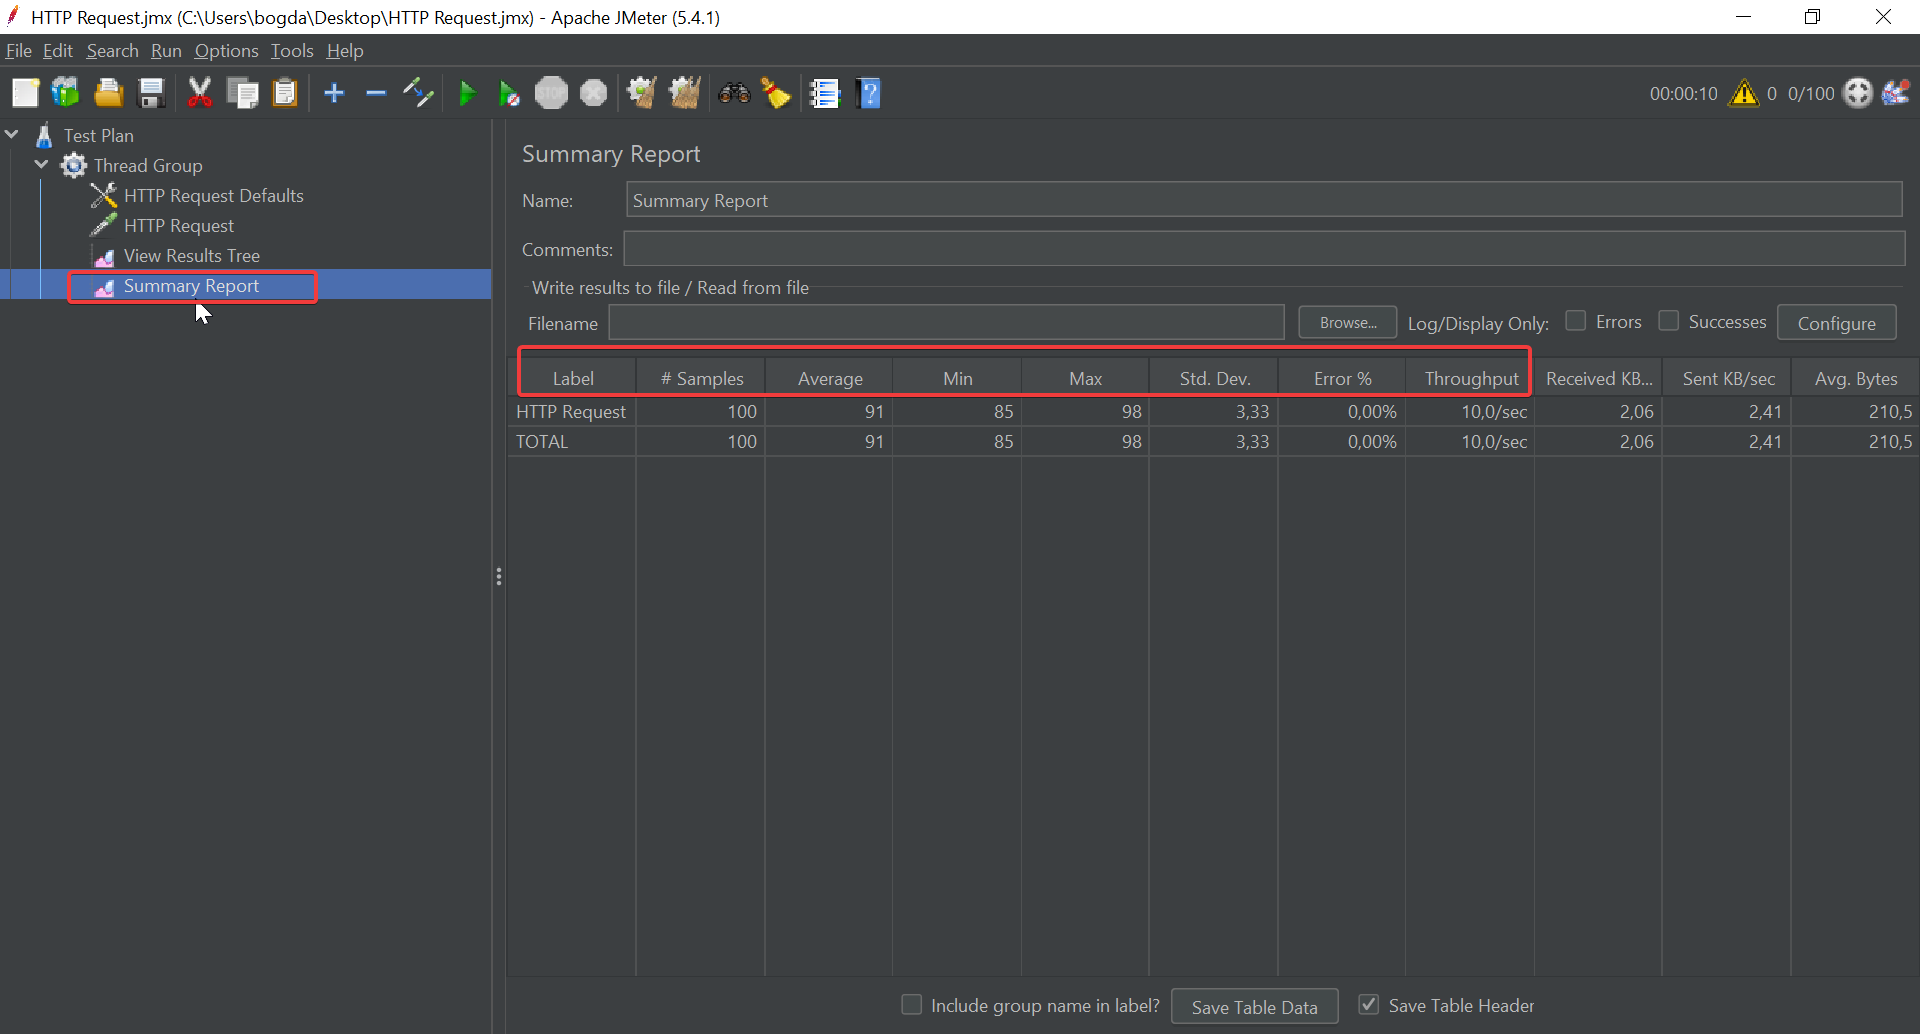 HTTP Request.jmx (C:\Users\bogda\Desktop\HTTP Request.jmx) - Apache JMeter (5.4.1)
File Edit Search Run Options Tools Help
STOP
?
00:00:10 0 0/100
Test Plan
Thread Group
HTTP Request Defaults
HTTP Request
View Results Tree
Summary Report
Summary Report
Name: Summary Report
Comments:
Write results to file / Read from file
Filename Browse... Log/Display Only: Errors Successes Configure
Label # Samples Average Min Max Std. Dev. Error % Throughput Received KB... Sent KB/sec Avg. Bytes
HTTP Request 100 91 85 98 3,33 0,00% 10,0/sec 2,06 2,41 210,5
TOTAL 100 91 85 98 3,33 0,00% 10,0/sec 2,06 2,41 210,5
Include group name in label? Save Table Data Save Table Header